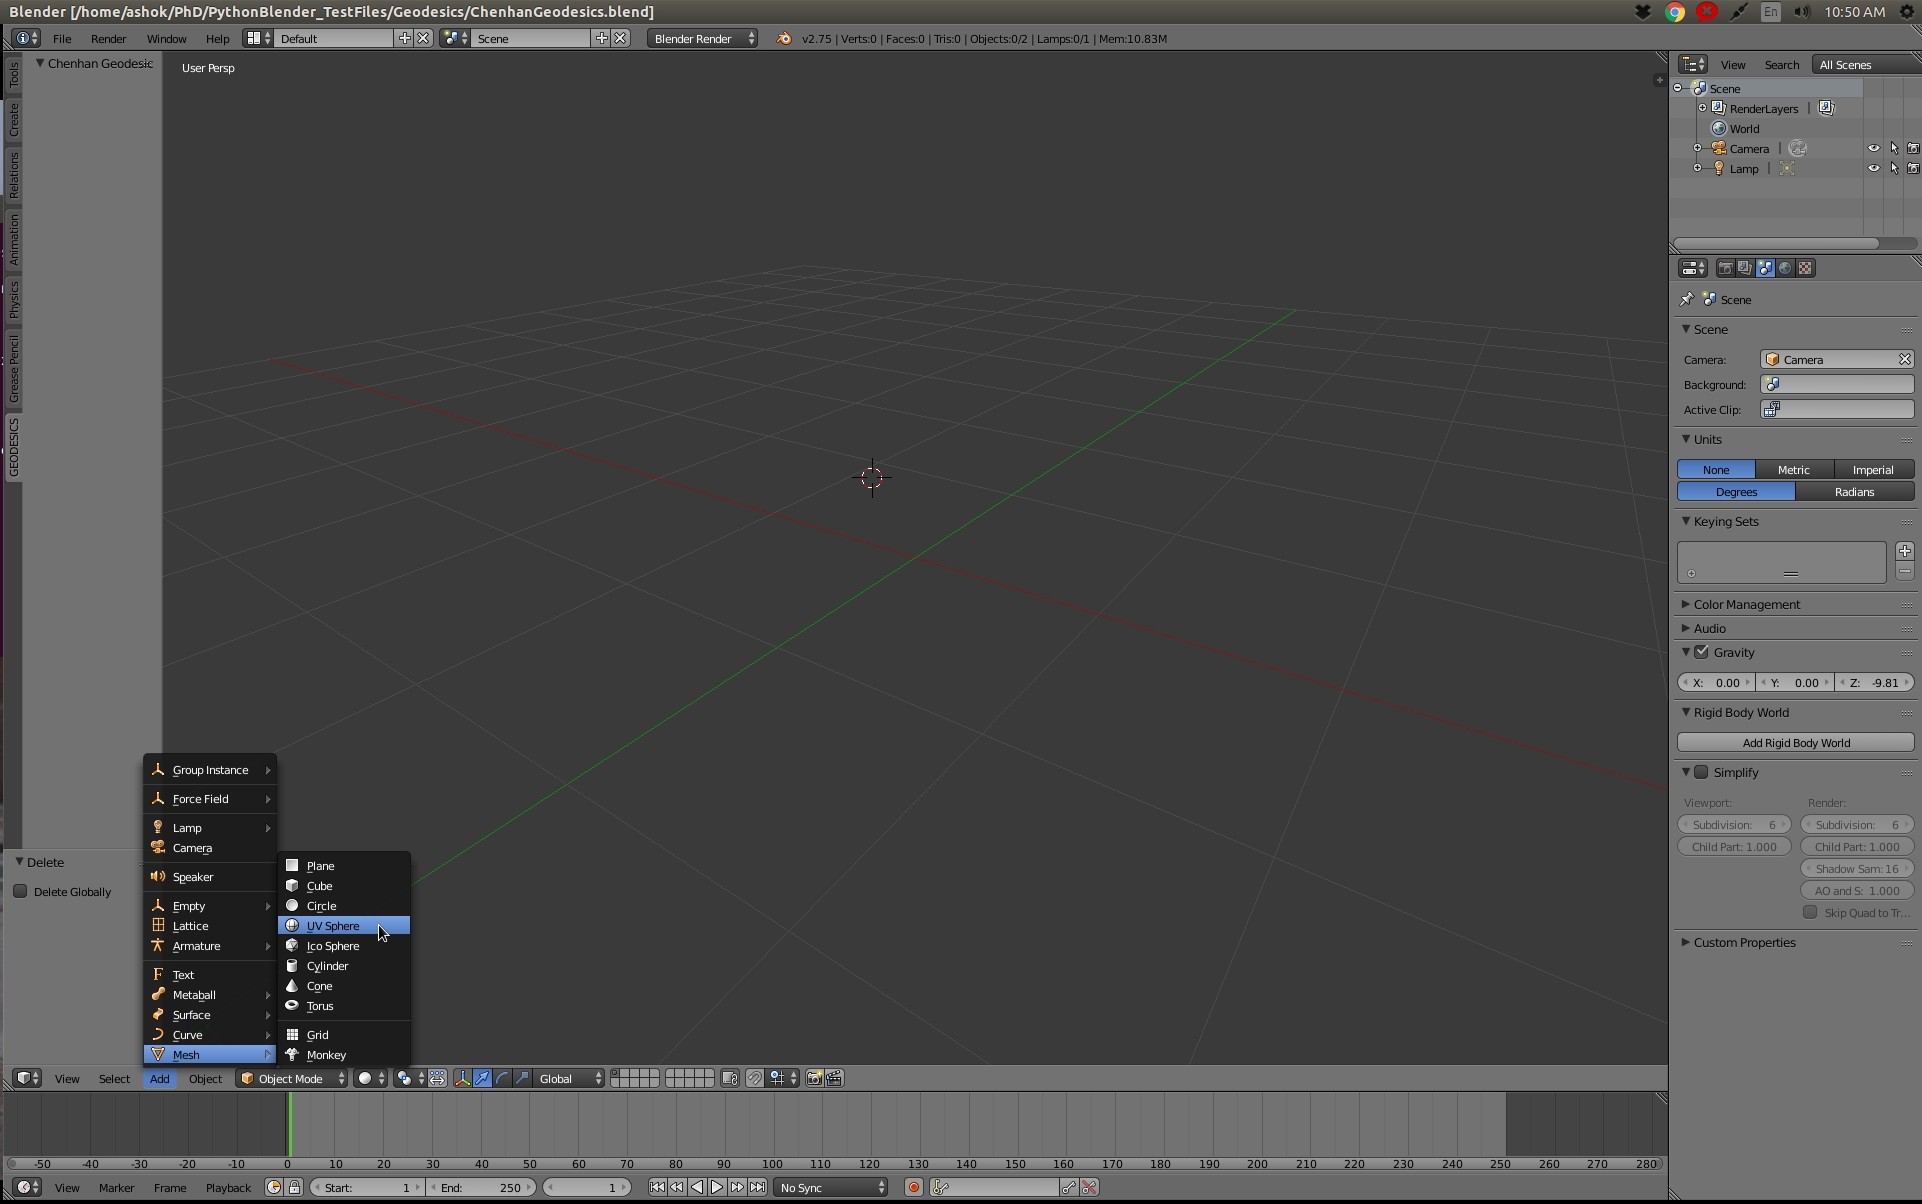 Blender [/home/ashok/PhD/PythonBlender_TestFiles/Geodesics/ChenhanGeodesics.blend]
En
10:50 AM
File Render Window Help
Default
Scene
Blender Render
v2.75 | Verts:0 | Faces:0 | Tris:0 | Objects:0/2 | Lamps:0/1 | Mem:10.83M
Tools
Create
Relations
Animation
Physics
Grease Pencil
GEODESICS
Chenhan Geodesic
User Persp
Delete
Delete Globally
Group Instance
Force Field
Lamp
Camera
Speaker
Empty
Lattice
Armature
Text
Metaball
Surface
Curve
Mesh
Plane
Cube
Circle
UV Sphere
Ico Sphere
Cylinder
Cone
Torus
Grid
Monkey
View Select Add Object
Object Mode
Global
-50 -40 -30 -20 -10 0 10 20 30 40 50 60 70 80 90 100 110 120 130 140 150 160 170 180 190 200 210 220 230 240 250 260 270 280
View Marker Frame Playback
Start: 1
End: 250
1
No Sync
View Search All Scenes
Scene
RenderLayers |
World
Camera |
Lamp |
Scene
Scene
Camera: Camera
Background:
Active Clip:
Units
None Metric Imperial
Degrees Radians
Keying Sets
Color Management
Audio
Gravity
X: 0.00 Y: 0.00 Z: -9.81
Rigid Body World
Add Rigid Body World
Simplify
Viewport: Render:
Subdivision: 6 Subdivision: 6
Child Part: 1.000 Child Part: 1.000
Shadow Sam: 16
AO and S: 1.000
Skip Quad to Tr...
Custom Properties